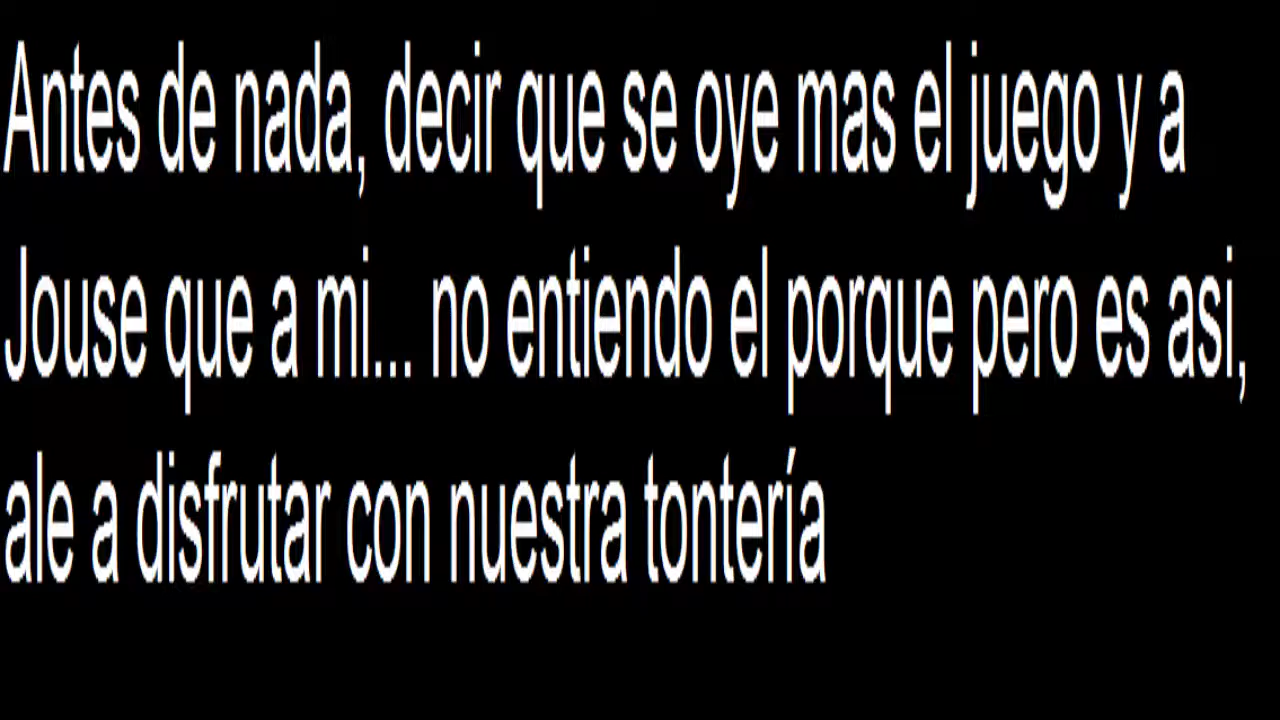 Antes de nada, decir que se oye mas el juego y a
Jouse que a mi... no entiendo el porque pero es asi,
ale a disfrutar con nuestra tontería